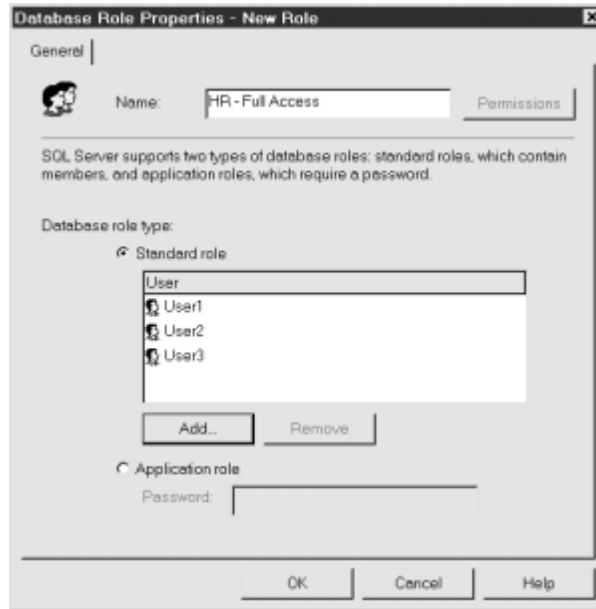 Database Role Properties - New Role
General
Name: HR - Full Access Permissions
SQL Server supports two types of database roles: standard roles, which contain
members, and application roles, which require a password.
Database role type:
Standard role
User
User1
User2
User3
Add... Remove
Application role
Password:
OK Cancel Help